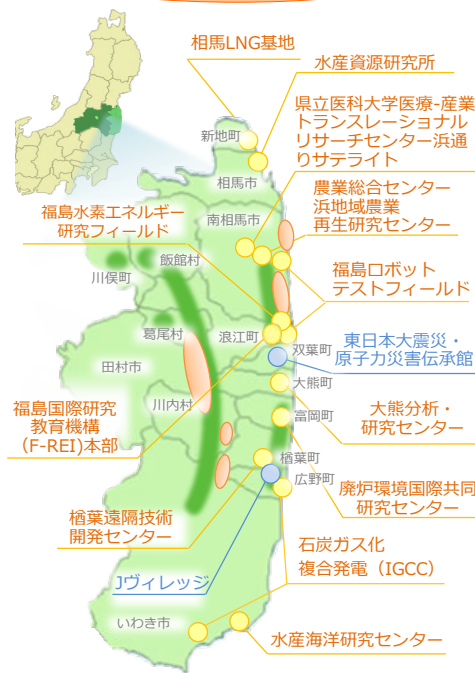 相馬LNG基地
水産資源研究所
県立医科大学医療-産業
トランスレーショナル
リサーチセンター浜通
りサテライト
新地町
相馬市
農業総合センター
浜地域農業
再生研究センター
福島水素エネルギー
研究フィールド
南相馬市
飯館村
川俣町
福島ロボット
テストフィールド
葛尾村
浪江町
双葉町
東日本大震災・
原子力災害伝承館
田村市
大熊町
福島国際研究
教育機構
(F-REI)本部
川内村
富岡町
大熊分析・
研究センター
楢葉町
広野町
廃炉環境国際共同
研究センター
楢葉遠隔技術
開発センター
石炭ガス化
複合発電（IGCC）
Jヴィレッジ
いわき市
水産海洋研究センター